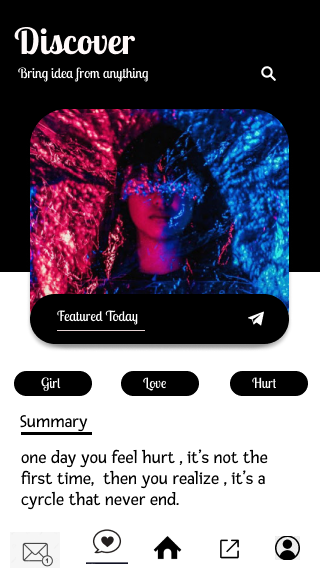 Discover
Bring idea from anything
Featured Today
Girl
Love
Hurt
Summary
one day you feel hurt , it's not the
first time,  then you realize , it's a
cyrcle that never end.
1